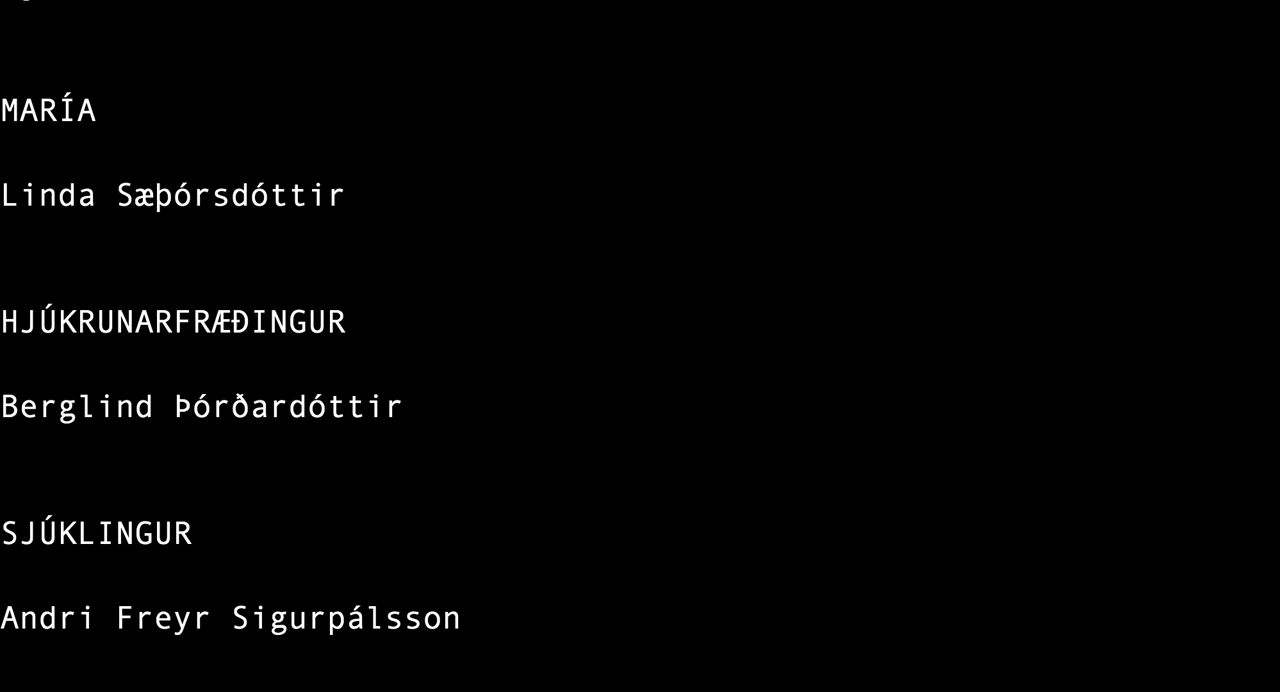 MARÍA
Linda Sæþórsdóttir
HJÚKRUNARFRÆÐINGUR
Berglind Þórðardóttir
SJÚKLINGUR
Andri Freyr Sigurpálsson